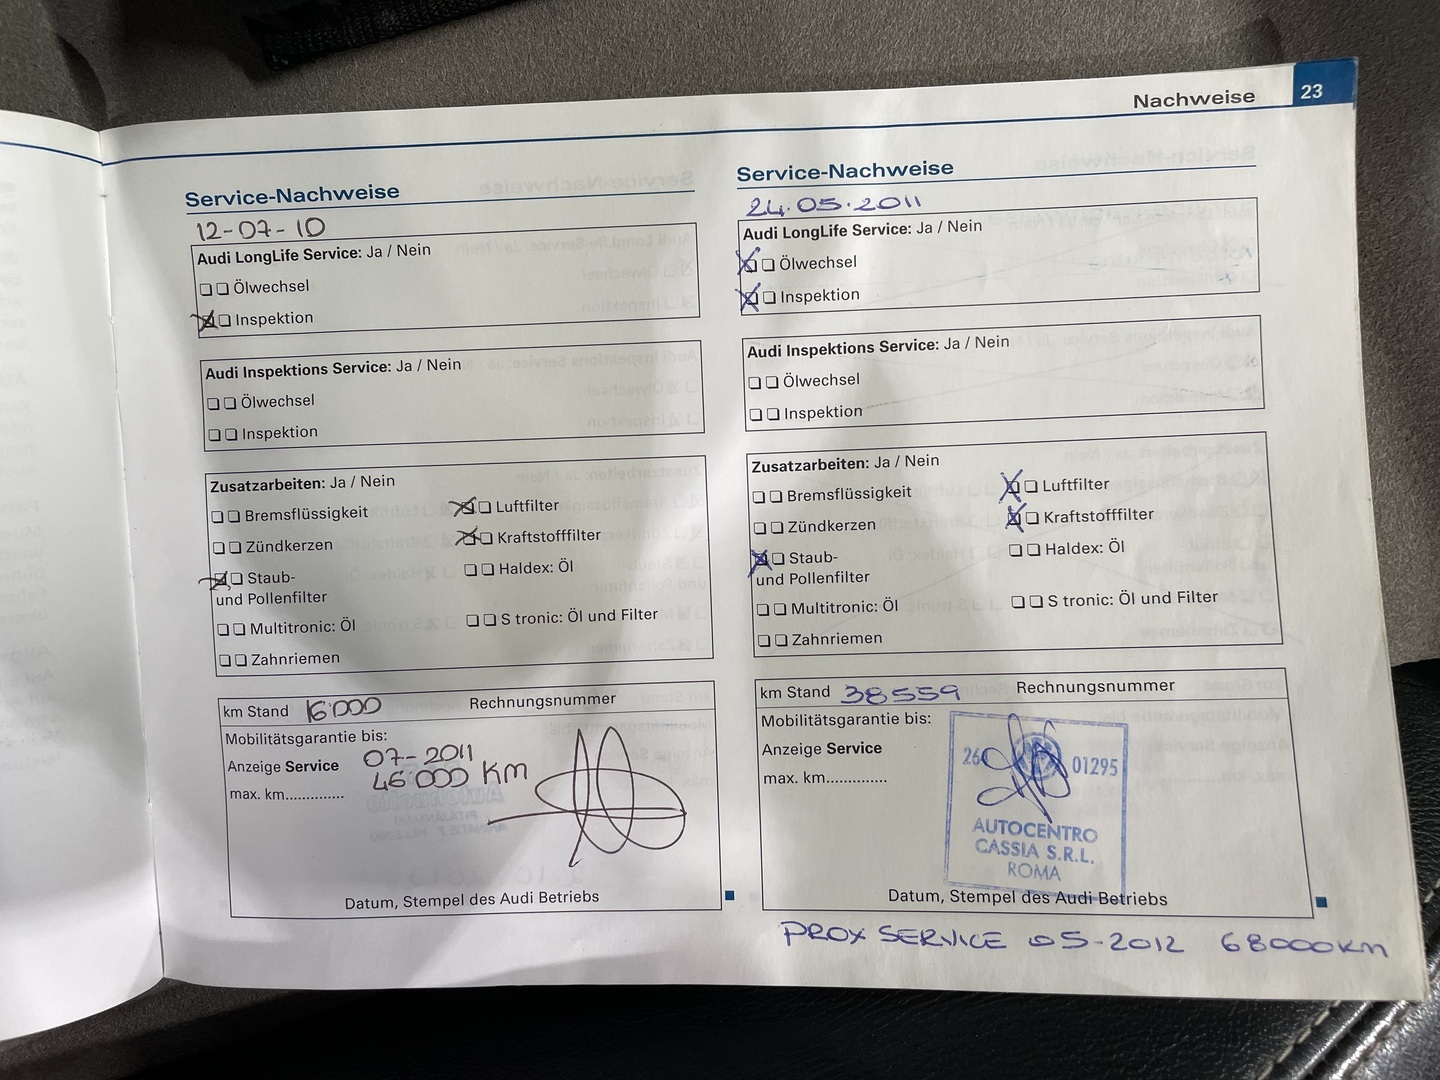 Nachweise 23
Service-Nachweise
12-07-10
Audi LongLife Service: Ja / Nein
Ölwechsel
Inspektion
Audi Inspektions Service: Ja / Nein
Ölwechsel
Inspektion
Zusatzarbeiten: Ja / Nein
Bremsflüssigkeit
Luftfilter
Zündkerzen
Kraftstofffilter
Staub-
und Pollenfilter
Haldex: Öl
Multitronic: Öl
S tronic: Öl und Filter
Zahnriemen
km Stand 16000 Rechnungsnummer
Mobilitätsgarantie bis:
07-2011
Anzeige Service
46000 KM
max. km..............
Datum, Stempel des Audi Betriebs
Service-Nachweise
24.05.2011
Audi LongLife Service: Ja / Nein
Ölwechsel
Inspektion
Audi Inspektions Service: Ja / Nein
Ölwechsel
Inspektion
Zusatzarbeiten: Ja / Nein
Bremsflüssigkeit
Luftfilter
Zündkerzen
Kraftstofffilter
Staub-
und Pollenfilter
Haldex: Öl
Multitronic: Öl
S tronic: Öl und Filter
Zahnriemen
km Stand 38559 Rechnungsnummer
Mobilitätsgarantie bis:
Anzeige Service
max. km..............
01295
AUTOCENTRO
CASSIA S.R.L.
ROMA
Datum, Stempel des Audi Betriebs
PROX SERVICE 05-2012 68000KM